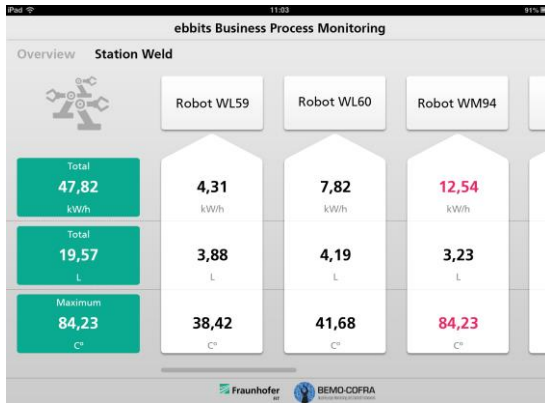 iPad 11:03 91%
ebbits Business Process Monitoring
Overview Station Weld
Robot WL59 Robot WL60 Robot WM94
Total
47,82 4,31 7,82 12,54
kW/h kW/h kW/h kW/h
Total
19,57 3,88 4,19 3,23
L L L L
Maximum
84,23 38,42 41,68 84,23
C° C° C° C°
Fraunhofer BEMO-COFRA
FIT